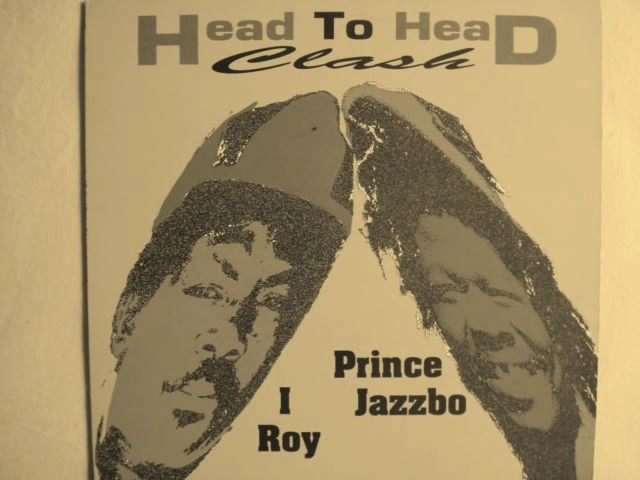 Head To HeaD
Clash
Prince
Jazzbo
I
Roy